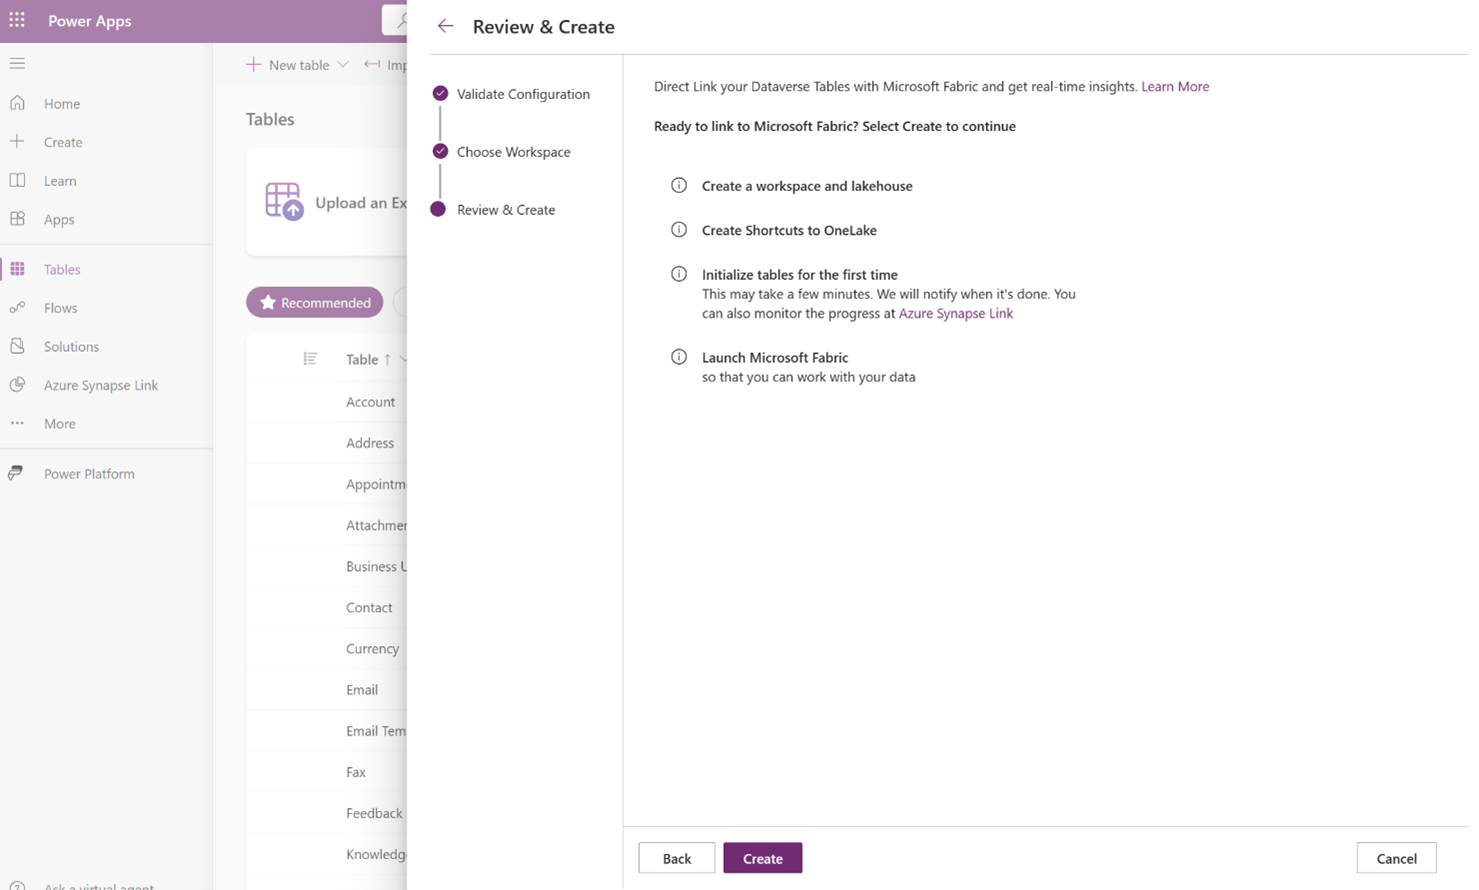 Power Apps
Home
Create
Learn
Apps
Tables
Flows
Solutions
Azure Synapse Link
More
Power Platform
Ask a virtual agent
New table
Imp
Tables
Upload an Ex
Recommended
Table
Account
Address
Appointm
Attachmen
Business U
Contact
Currency
Email
Email Tem
Fax
Feedback
Knowledg
Review & Create
Validate Configuration
Choose Workspace
Review & Create
Direct Link your Dataverse Tables with Microsoft Fabric and get real-time insights. Learn More
Ready to link to Microsoft Fabric? Select Create to continue
Create a workspace and lakehouse
Create Shortcuts to OneLake
Initialize tables for the first time
This may take a few minutes. We will notify when it's done. You
can also monitor the progress at Azure Synapse Link
Launch Microsoft Fabric
so that you can work with your data
Back
Create
Cancel